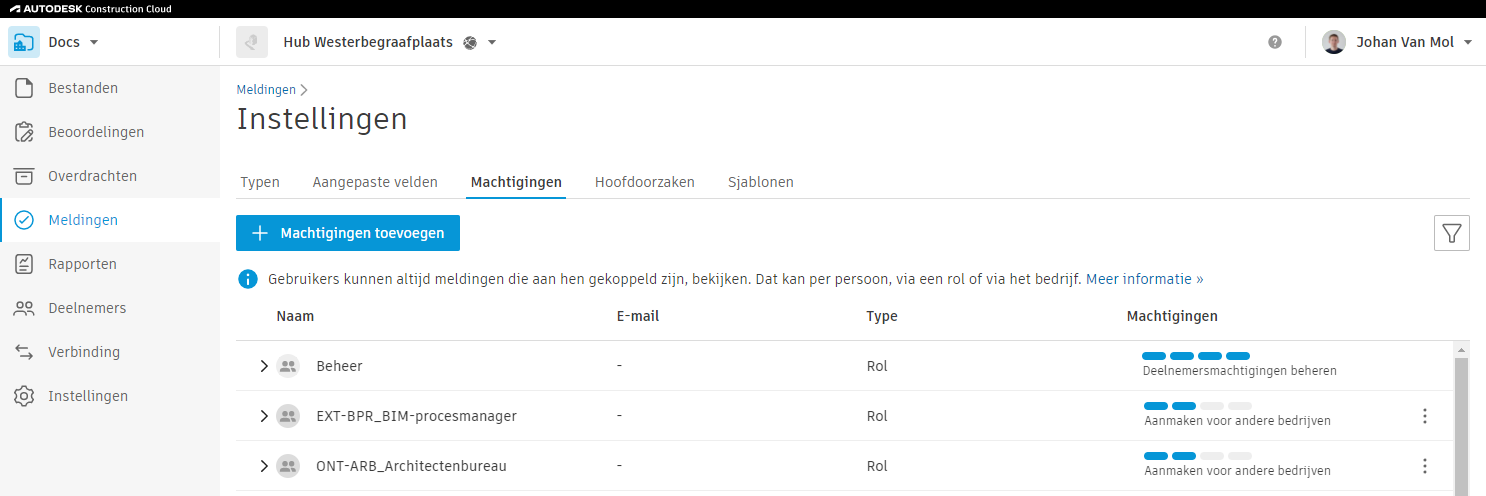 AUTODESK Construction Cloud
Docs
Hub Westerbegraafplaats
Johan Van Mol
Bestanden
Beoordelingen
Overdrachten
Meldingen
Rapporten
Deelnemers
Verbinding
Instellingen
Meldingen
Instellingen
Typen Aangepaste velden Machtigingen Hoofdoorzaken Sjablonen
Machtigingen toevoegen
Gebruikers kunnen altijd meldingen die aan hen gekoppeld zijn, bekijken. Dat kan per persoon, via een rol of via het bedrijf. Meer informatie »
Naam E-mail Type Machtigingen
Beheer - Rol Deelnemersmachtigingen beheren
EXT-BPR_BIM-procesmanager - Rol Aanmaken voor andere bedrijven
ONT-ARB_Architectenbureau - Rol Aanmaken voor andere bedrijven